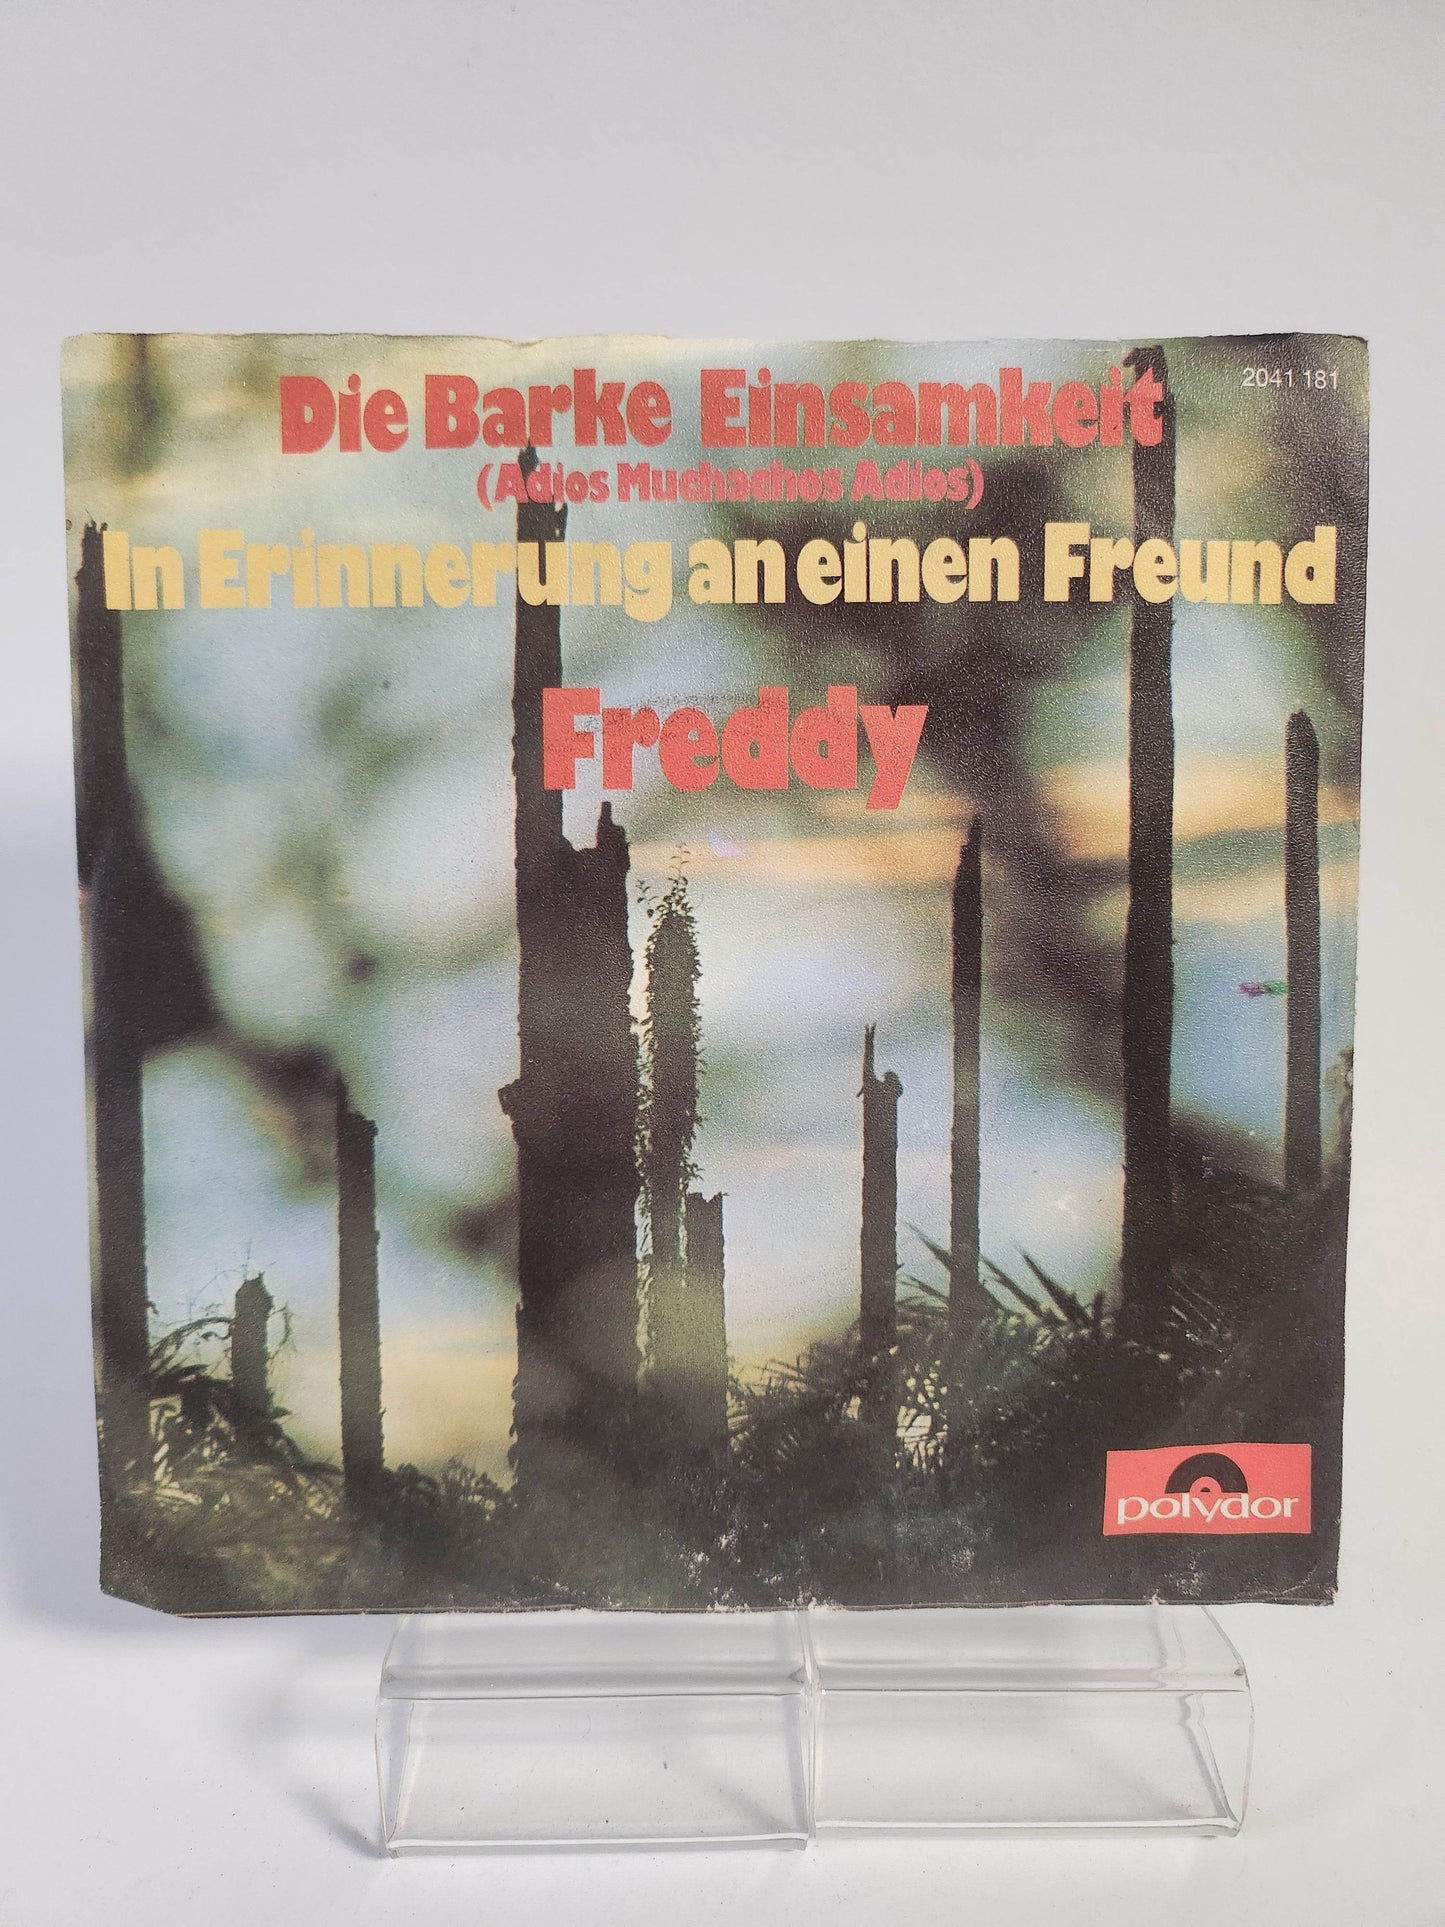 2041 181
Die Barke Einsamkeit
(Adios Muchachos Adios)
In Erinnerung an einen Freund
Freddy
polydor